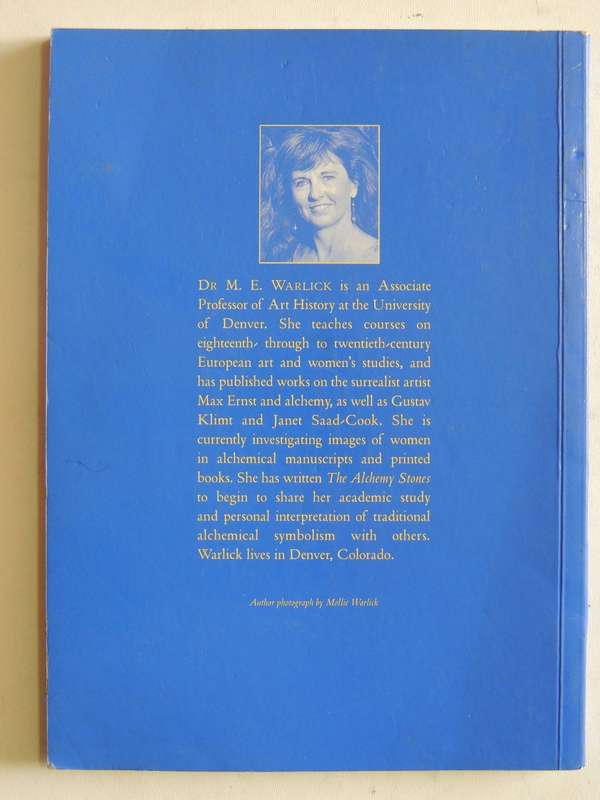 DR M. E. WARLICK is an Associate
Professor of Art History at the University
of Denver. She teaches courses on
eighteenth- through to twentieth-century
European art and women's studies, and
has published works on the surrealist artist
Max Ernst and alchemy, as well as Gustav
Klimt and Janet Saad-Cook. She is
currently investigating images of women
in alchemical manuscripts and printed
books. She has written The Alchemy Stones
to begin to share her academic study
and personal interpretation of traditional
alchemical symbolism with others.
Warlick lives in Denver, Colorado.
Author photograph by Mollie Warlick